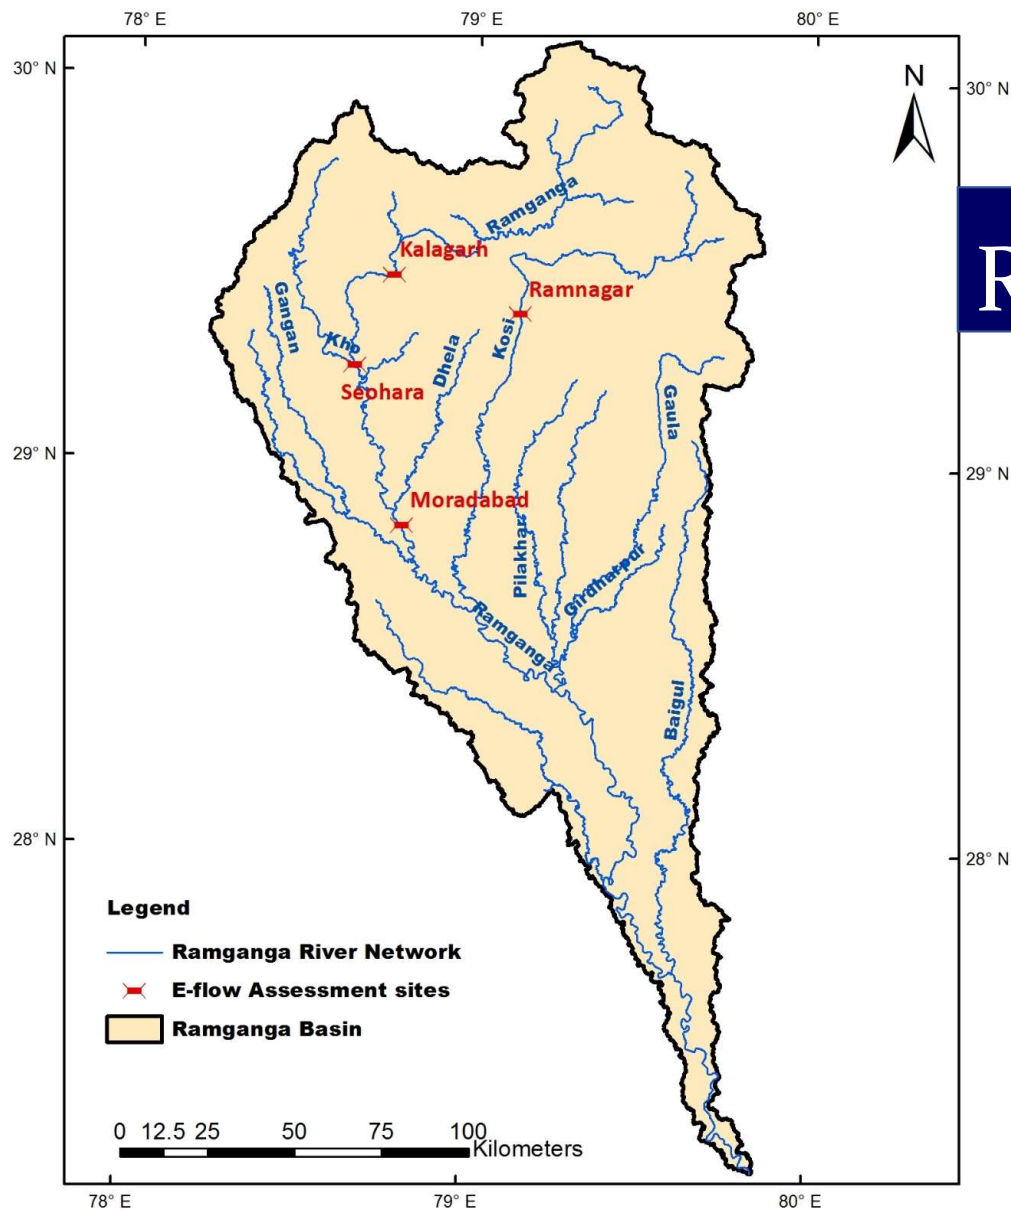 78° E 79° E 80° E
30° N
30° N
N
R
Ramganga
Kalagarh
Ramnagar
Gangan
Kosi
Kho
Dhela
Seohara
Gaula
29° N
29° N
Moradabad
Pilakhar
Girdhatpur
Ramganga
Baigul
28° N
28° N
Legend
Ramganga River Network
E-flow Assessment sites
Ramganga Basin
0 12.5 25 50 75 100
Kilometers
78° E 79° E 80° E